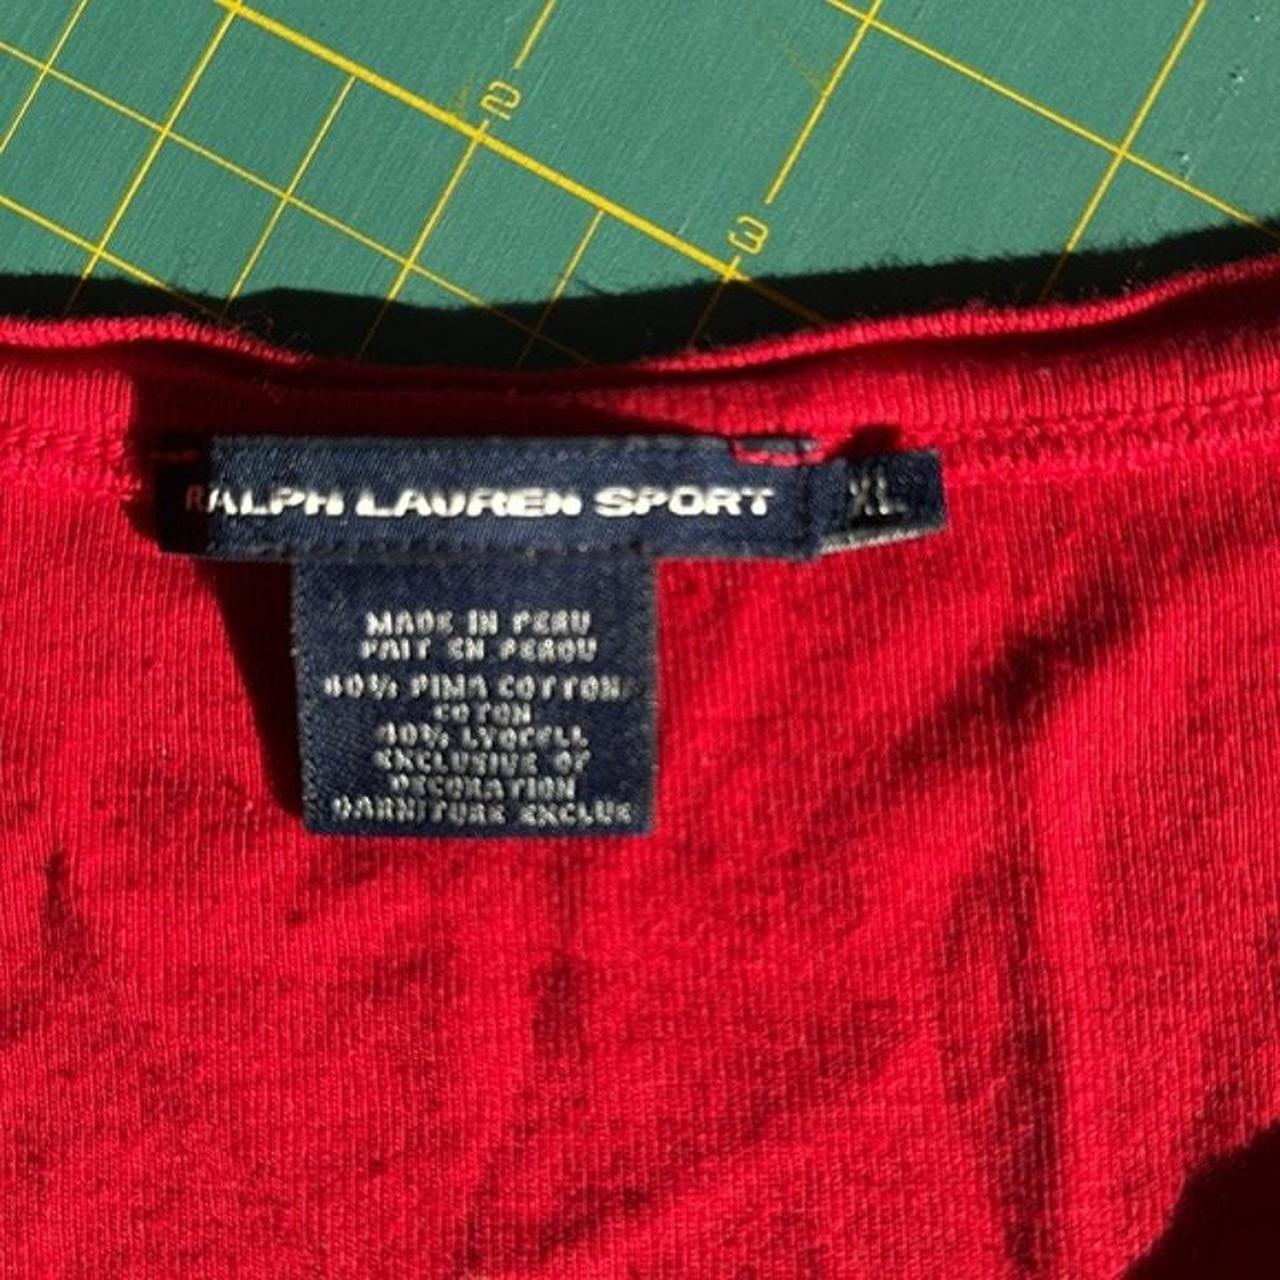 2
3
RALPH LAUREN SPORT
XL
MADE IN PERU
FAIT EN PEROU
PIMA COTTON
COTON
40% LYOCELL
EXCLUSIVE OF
DECORATION
GARNITURE EXCLUE